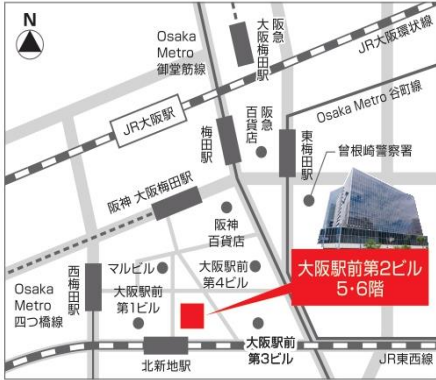 N
Osaka
Metro
御堂筋線
阪急
大阪梅田駅
JR大阪環状線
JR大阪駅
梅田駅
阪急
百貨店
Osaka Metro 谷町線
東梅田駅
曾根崎警察署
阪神 大阪梅田駅
阪神
百貨店
西梅田駅
マルビル
大阪駅前
第4ビル
大阪駅前第2ビル
5・6階
Osaka
Metro
四つ橋線
大阪駅前
第1ビル
大阪駅前
第3ビル
北新地駅
JR東西線